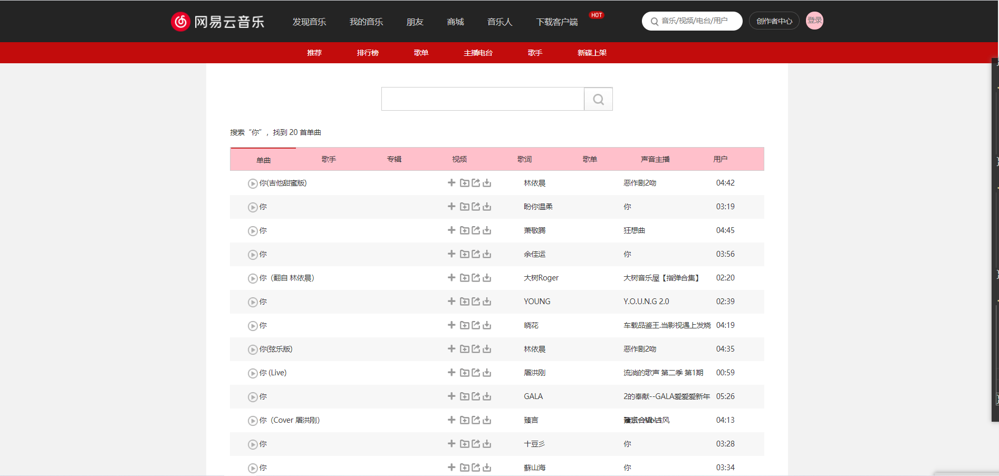 网易云音乐 发现音乐 我的音乐 朋友 商城 音乐人 下载客户端 HOT 音乐/视频/电台/用户 创作者中心 登录
推荐 排行榜 歌单 主播电台 歌手 新碟上架
搜索“你”，找到 20 首单曲
单曲 歌手 专辑 视频 歌词 歌单 声音主播 用户
你(吉他甜蜜版) 林依晨 恶作剧2吻 04:42
你 盼你温柔 你 03:19
你 萧敬腾 狂想曲 04:45
你 余佳运 你 03:56
你（翻自 林依晨） 大树Roger 大树音乐屋【指弹合集】 02:20
你 YOUNG Y.O.U.N.G 2.0 02:39
你 晓花 车载品鉴王.当影视遇上发烧 04:19
你(弦乐版) 林依晨 恶作剧2吻 04:35
你 (Live) 屠洪刚 流淌的歌声 第二季 第1期 00:59
你 GALA 2的奉献--GALA爱爱爱新年 05:26
你（Cover 屠洪刚） 臻言 04:13
你 十豆彡 你 03:28
你 蘇山海 你 03:34